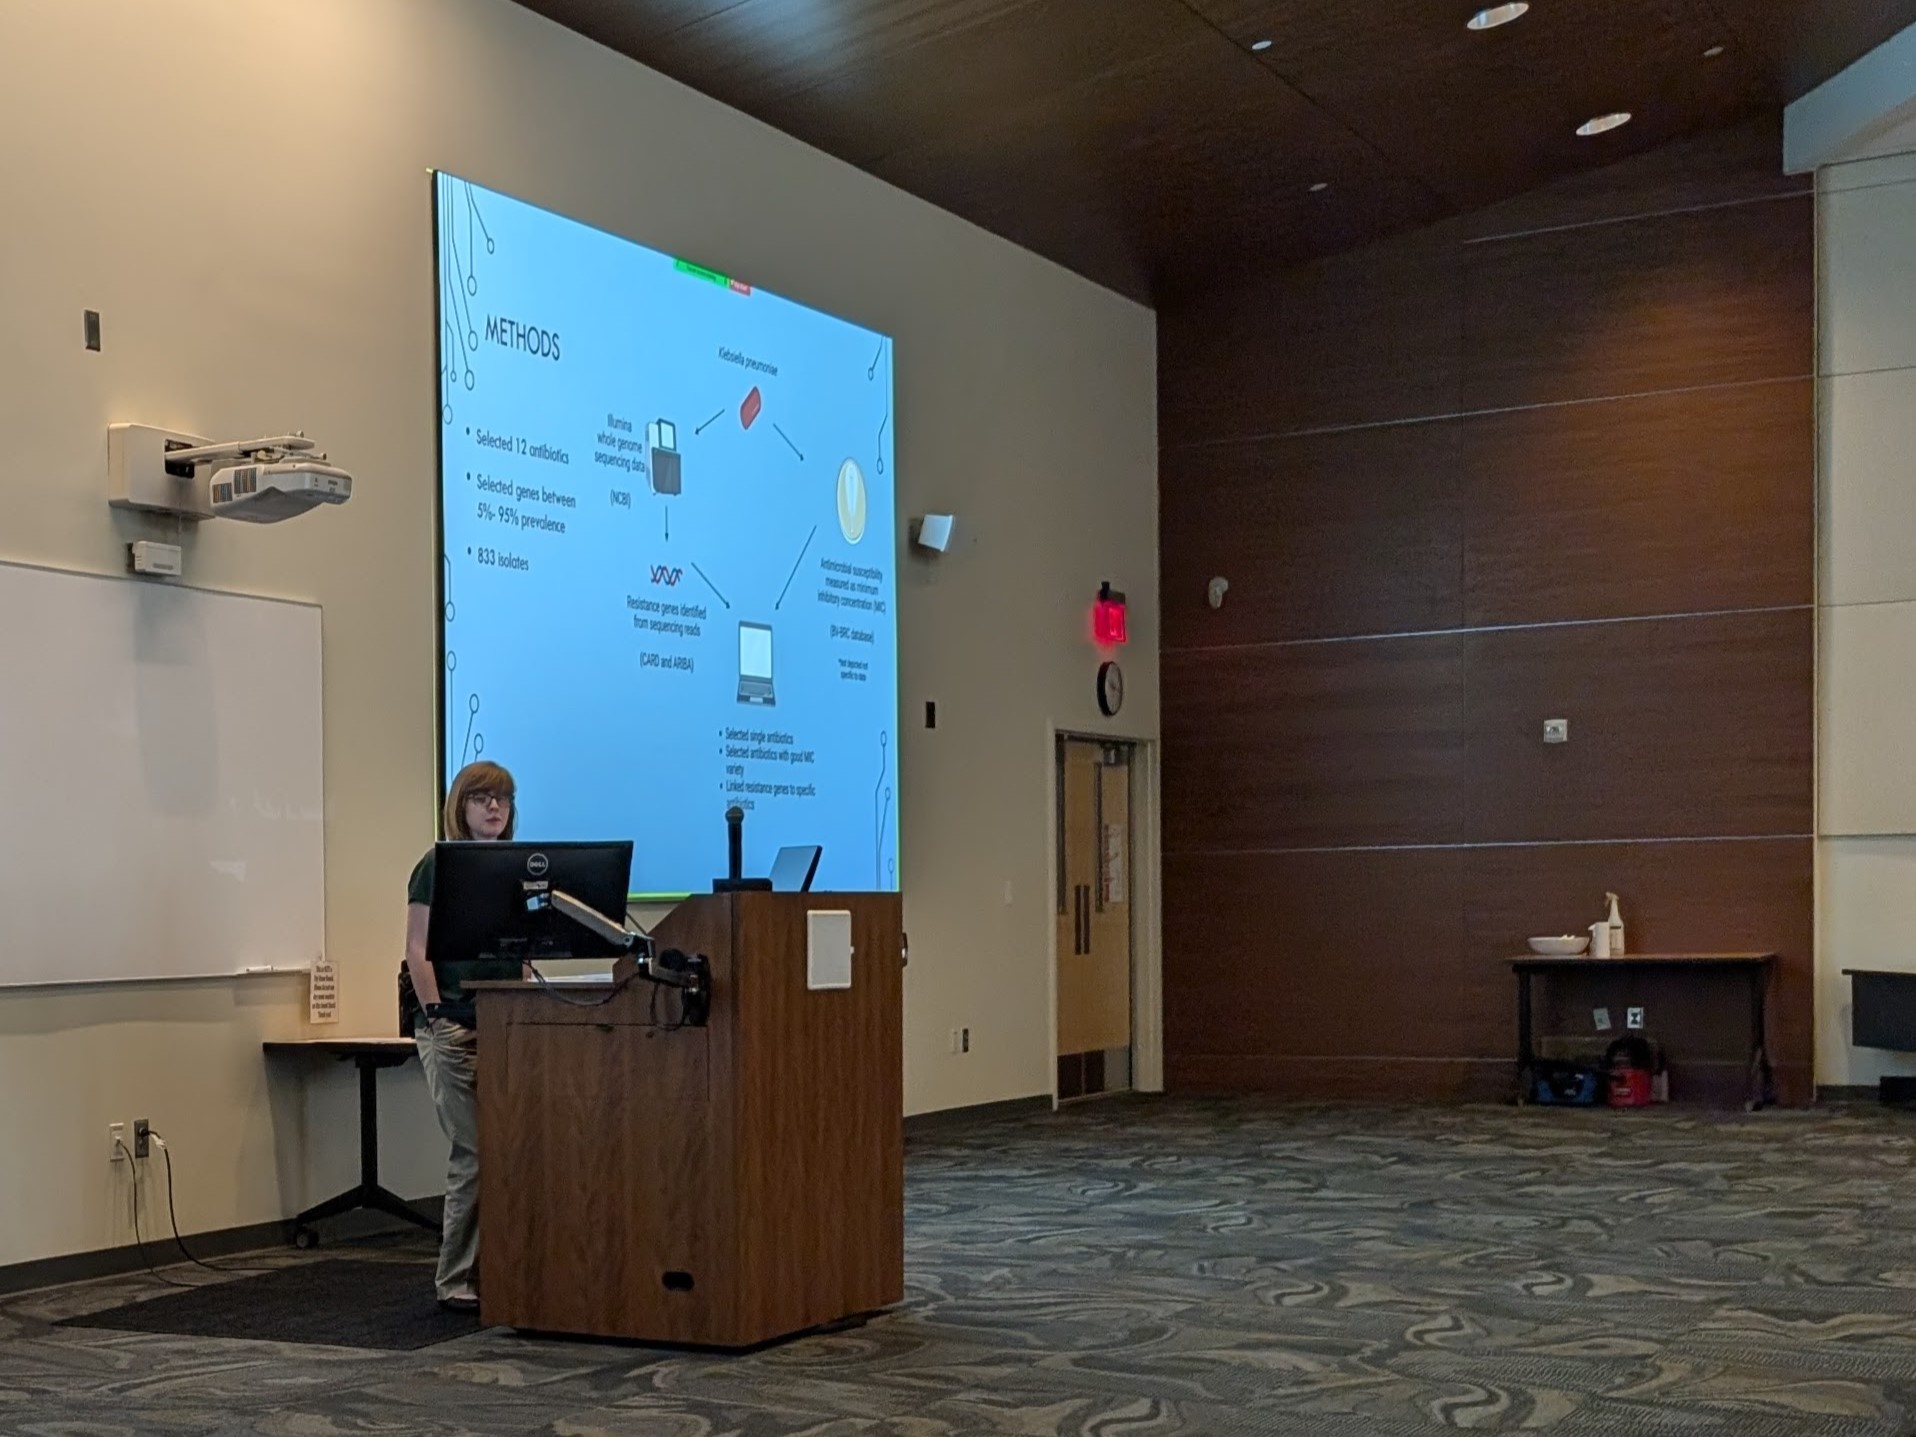 METHODS
• Selected 12 antibiotics
• Selected genes between
5%- 95% prevalence
• 833 isolates
Klebsiella pneumoniae
Illumina
whole genome
sequencing data
(NCBI)
Resistance genes identified
from sequencing reads
(CARD and ARIBA)
Antimicrobial susceptibility
measured as minimum
inhibitory concentration (MIC)
(BV-BRC database)
• Selected single antibiotics
• Selected antibiotics with good MIC
variety
• Linked resistance genes to specific
antibiotics
DELL